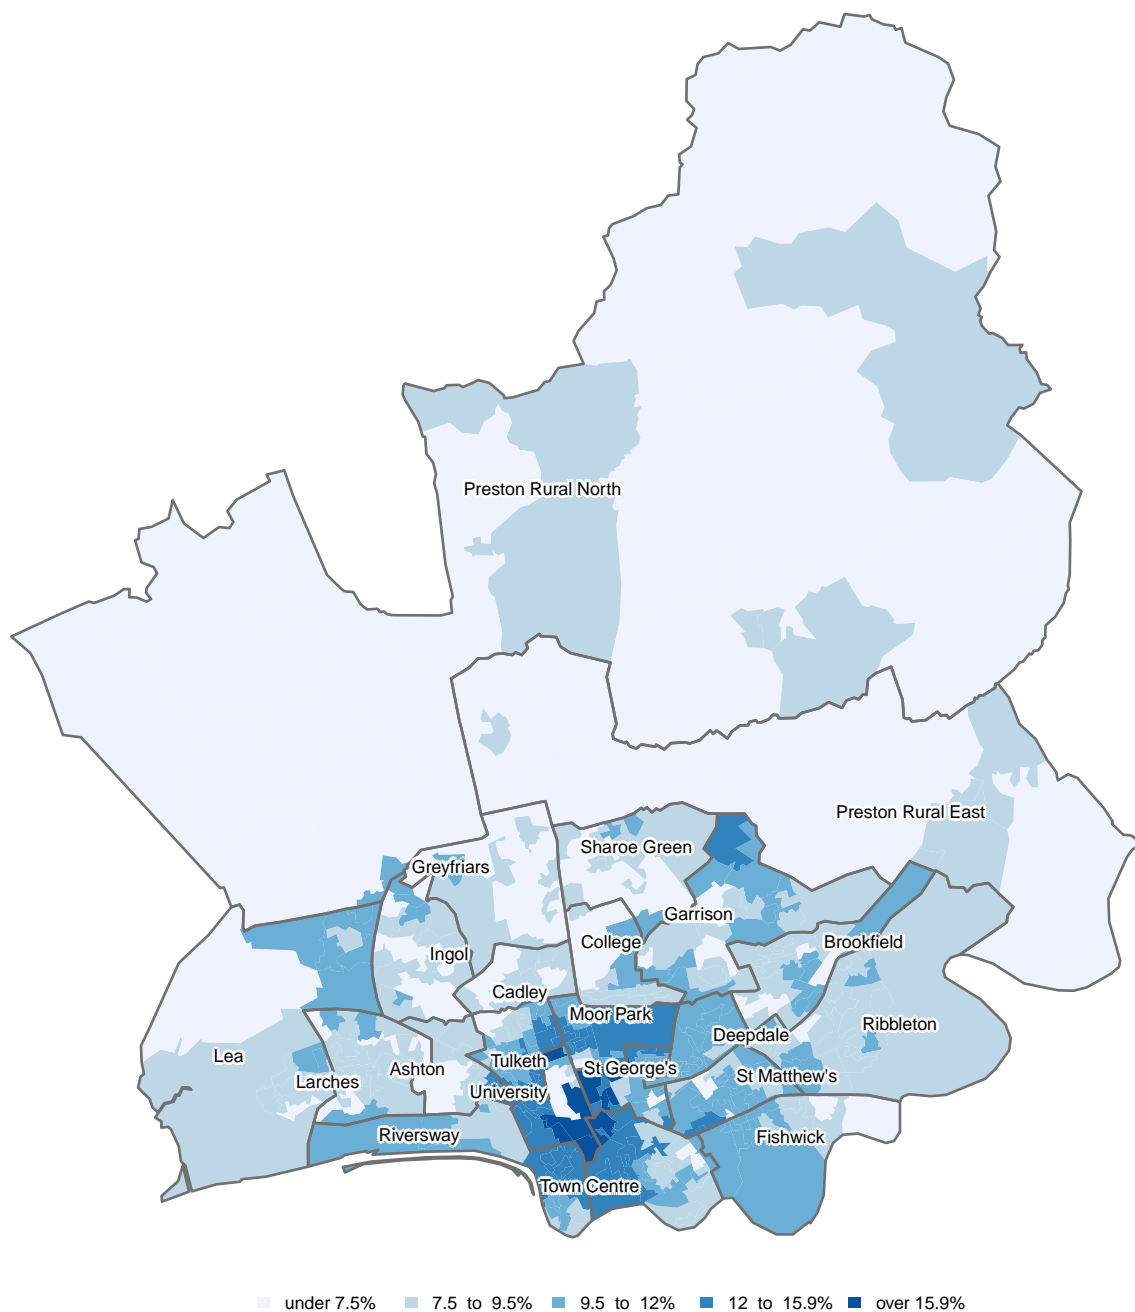 Preston Rural North
Preston Rural East
Sharoe Green
Greyfriars
Garrison
College
Brookfield
Ingol
Cadley
Moor Park
Ribbleton
Deepdale
Lea
Tulketh
St George's
Ashton
St Matthew's
Larches
University
Riversway
Fishwick
Town Centre
under 7.5% 7.5 to 9.5% 9.5 to 12% 12 to 15.9% over 15.9%